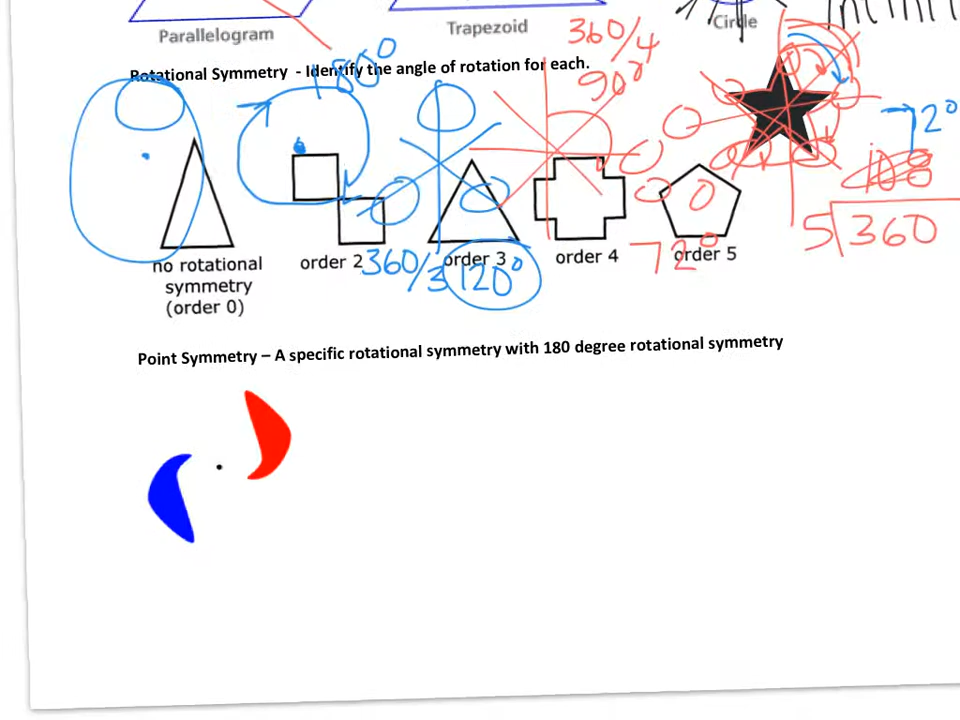 Parallelogram
Trapezoid
Circle
Rotational Symmetry - Identify the angle of rotation for each.
180°
360/4
90°
72°
5 360
no rotational
symmetry
(order 0)
order 2
360/3
order 3
120°
order 4
72°
order 5
Point Symmetry – A specific rotational symmetry with 180 degree rotational symmetry